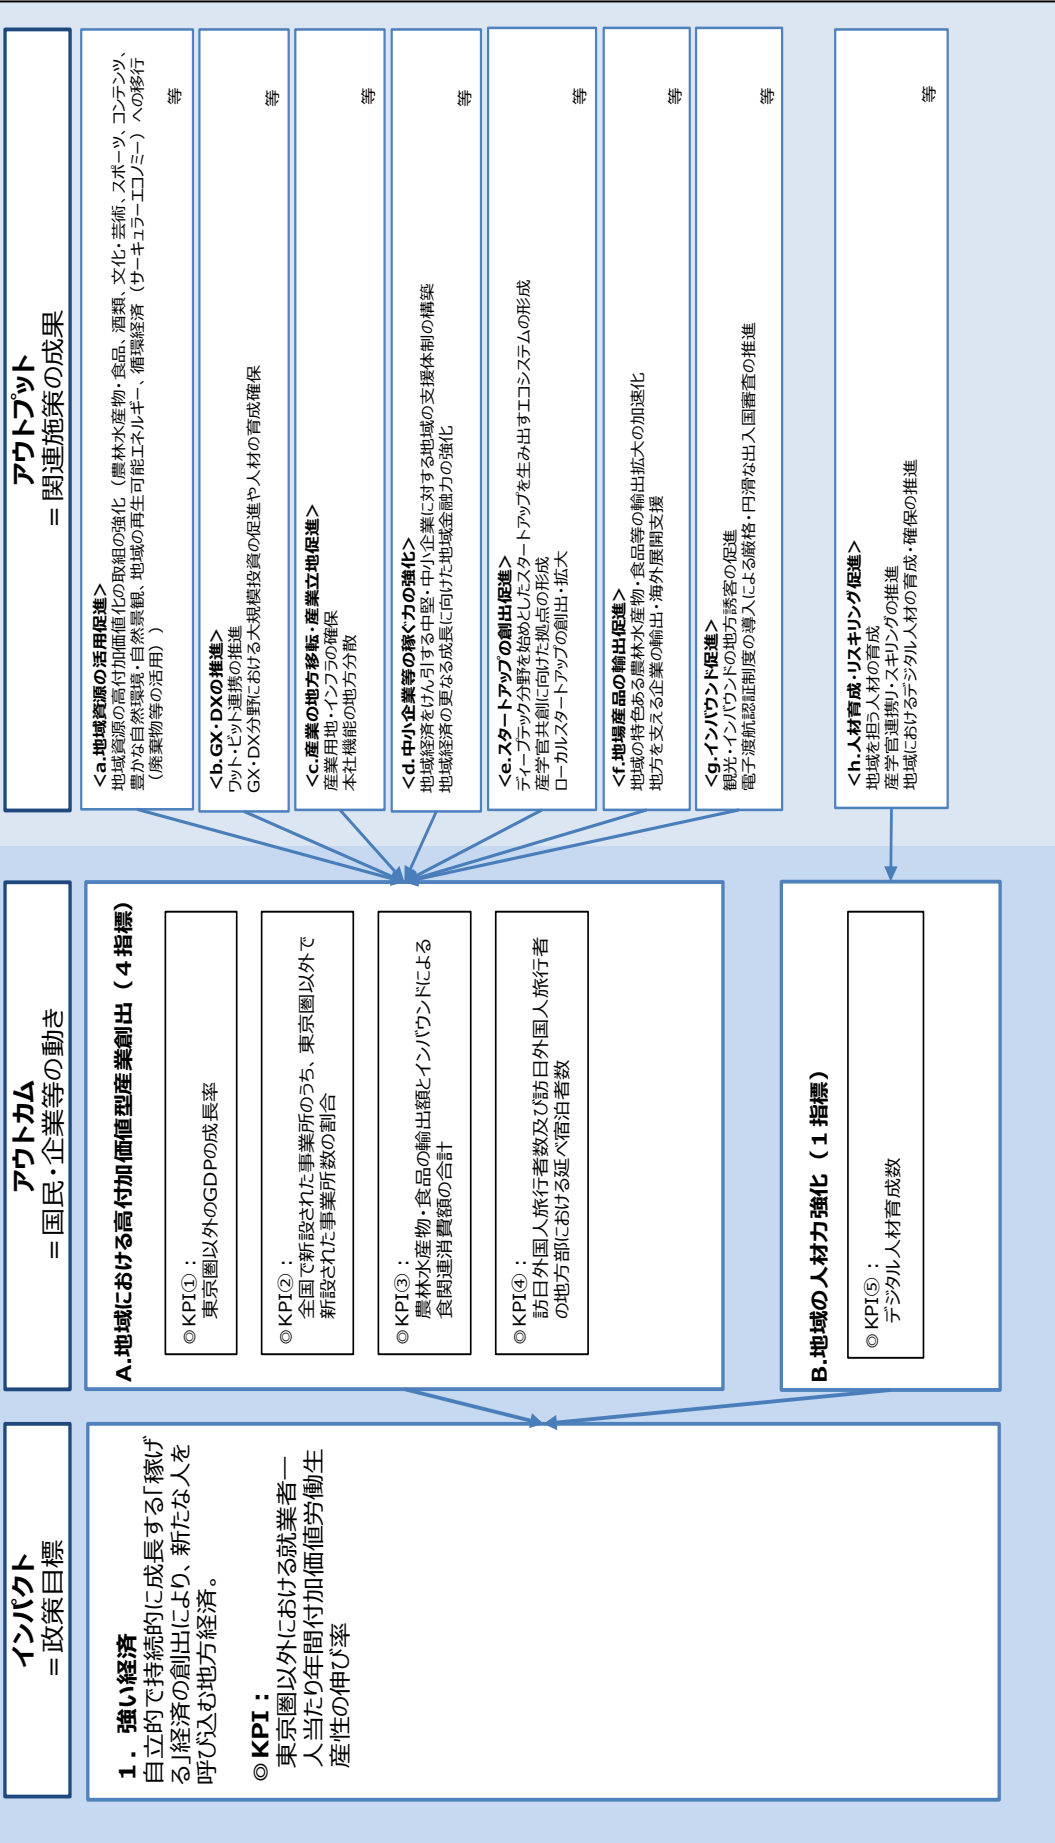 インパクト
＝政策目標
１．強い経済
自立的で持続的に成長する「稼げ
る」経済の創出により、新たな人を
呼び込む地方経済。
◎KPI：
東京圏以外における就業者一
人当たり年間付加価値労働生
産性の伸び率
アウトカム
＝国民・企業等の動き
A.地域における高付加価値型産業創出（４指標）
◎KPI①：
東京圏以外のGDPの成長率
◎KPI②：
全国で新設された事業所のうち、東京圏以外で
新設された事業所数の割合
◎KPI③：
農林水産物・食品の輸出額とインバウンドによる
食関連消費額の合計
◎KPI④：
訪日外国人旅行者数及び訪日外国人旅行者
の地方部における延べ宿泊者数
B.地域の人材力強化（１指標）
◎KPI⑤：
デジタル人材育成数
アウトプット
＝関連施策の成果
<a.地域資源の活用促進>
地域資源の高付加価値化の取組の強化（農林水産物・食品、酒類、文化・芸術、スポーツ、コンテンツ、
豊かな自然環境・自然景観、地域の再生可能エネルギー、循環経済（サーキュラーエコノミー）への移行
（廃棄物等の活用））
等
<b.GX・DXの推進>
ワット・ビット連携の推進
GX・DX分野における大規模投資の促進や人材の育成確保
等
<c.産業の地方移転・産業立地促進>
産業用地・インフラの確保
本社機能の地方分散
等
<d.中小企業等の稼ぐ力の強化>
地域経済をけん引する中堅・中小企業に対する地域の支援体制の構築
地域経済の更なる成長に向けた地域金融力の強化
等
<e.スタートアップの創出促進>
ディープテック分野を始めとしたスタートアップを生み出すエコシステムの形成
産学官共創に向けた拠点の形成
ローカルスタートアップの創出・拡大
等
<f.地場産品の輸出促進>
地域の特色ある農林水産物・食品等の輸出拡大の加速化
地方を支える企業の輸出・海外展開支援
等
<g.インバウンド促進>
観光・インバウンドの地方誘客の促進
電子渡航認証制度の導入による厳格・円滑な出入国審査の推進
等
<h.人材育成・リスキリング促進>
地域を担う人材の育成
産学官連携リ・スキリングの推進
地域におけるデジタル人材の育成・確保の推進
等